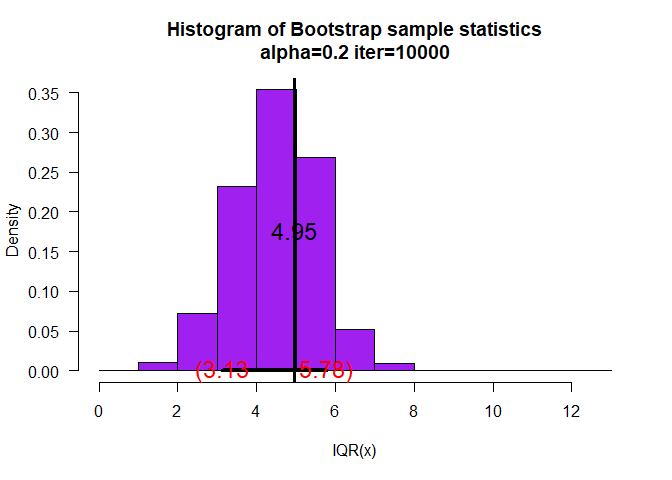 Histogram of Bootstrap sample statistics
alpha=0.2 iter=10000
Density
0.35
0.30
0.25
0.20
0.15
0.10
0.05
0.00
4.95
(3.13 5.78)
0 2 4 6 8 10 12
IQR(x)